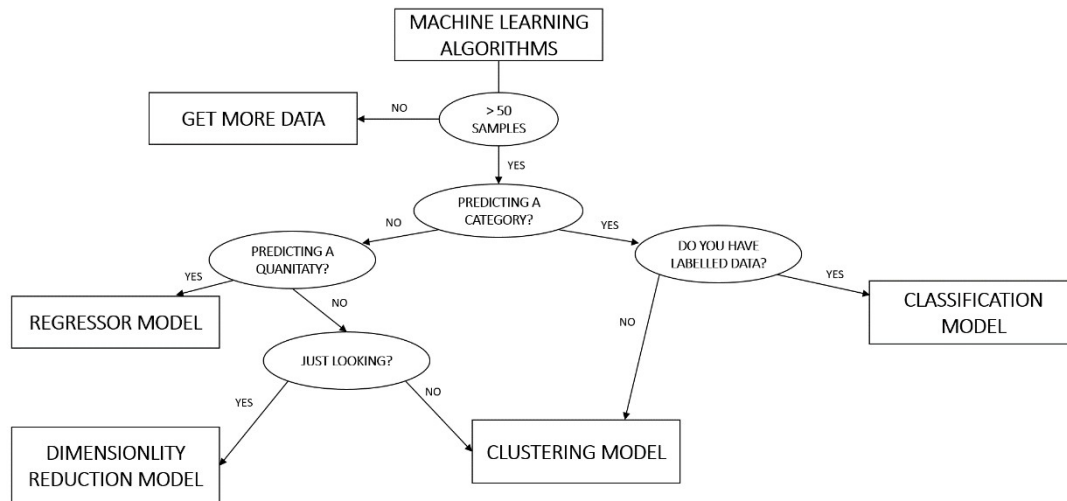 MACHINE LEARNING
ALGORITHMS
> 50
SAMPLES
NO
GET MORE DATA
YES
PREDICTING A
CATEGORY?
NO
YES
PREDICTING A
QUANITATY?
DO YOU HAVE
LABELLED DATA?
YES
YES
REGRESSOR MODEL
NO
CLASSIFICATION
MODEL
NO
JUST LOOKING?
YES
NO
DIMENSIONLITY
REDUCTION MODEL
CLUSTERING MODEL